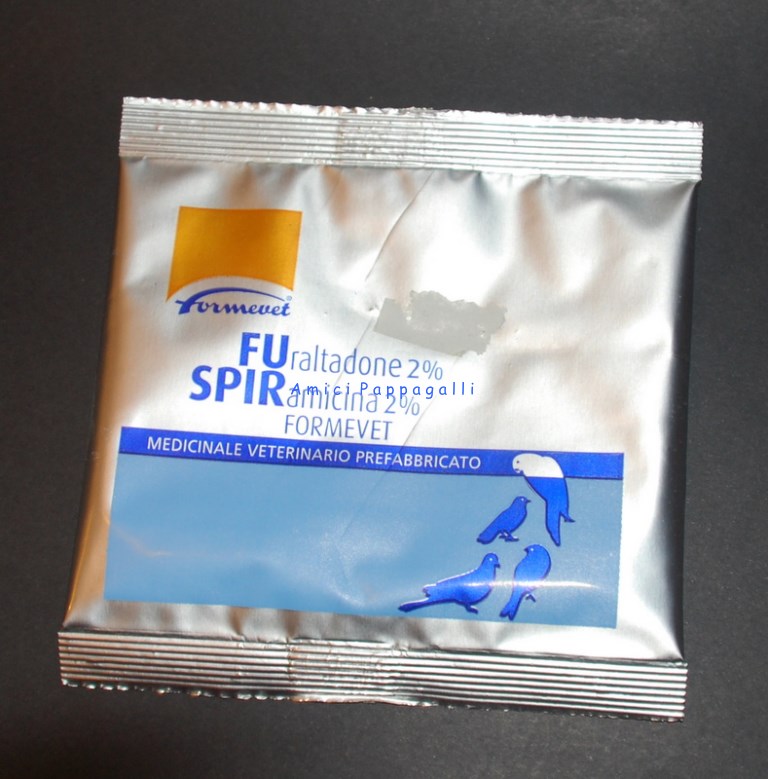 Formevet®
FUraltadone 2%
Amici Pappagalli
SPIRamicina 2%
FORMEVET
MEDICINALE VETERINARIO PREFABBRICATO